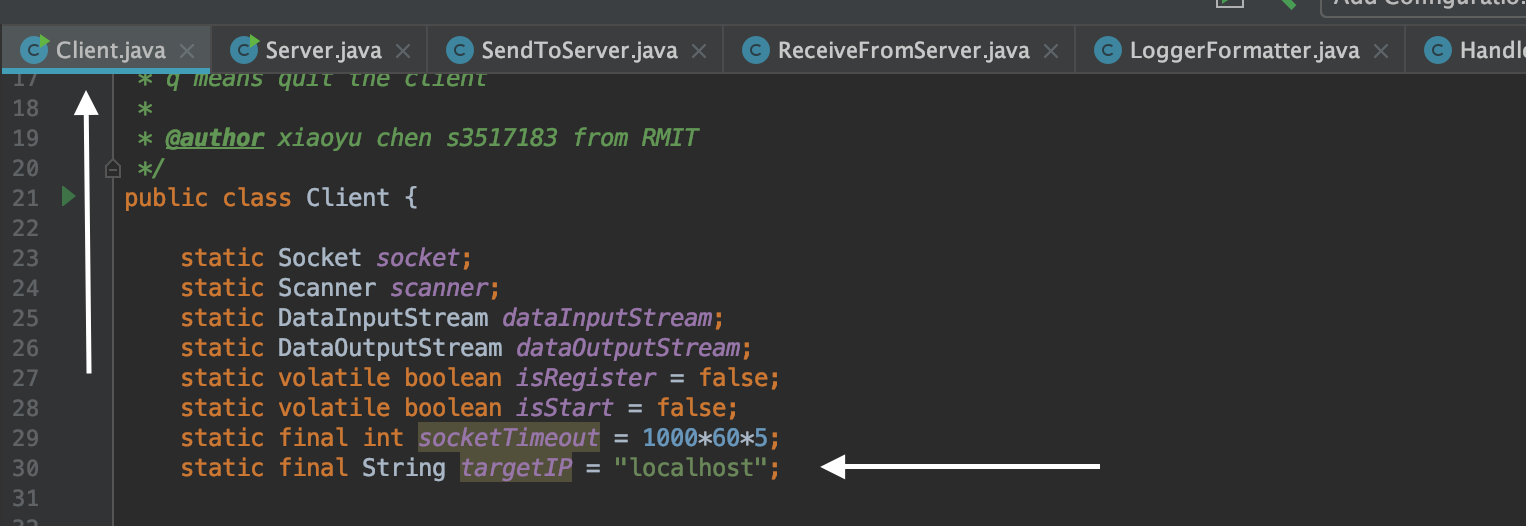 Add Configuratio
Client.java Server.java SendToServer.java ReceiveFromServer.java LoggerFormatter.java Handle
17 * q means quit the client
18 *
19 * @author xiaoyu chen s3517183 from RMIT
20 */
21 public class Client {
22
23 static Socket socket;
24 static Scanner scanner;
25 static DataInputStream dataInputStream;
26 static DataOutputStream dataOutputStream;
27 static volatile boolean isRegister = false;
28 static volatile boolean isStart = false;
29 static final int socketTimeout = 1000*60*5;
30 static final String targetIP = "localhost";
31